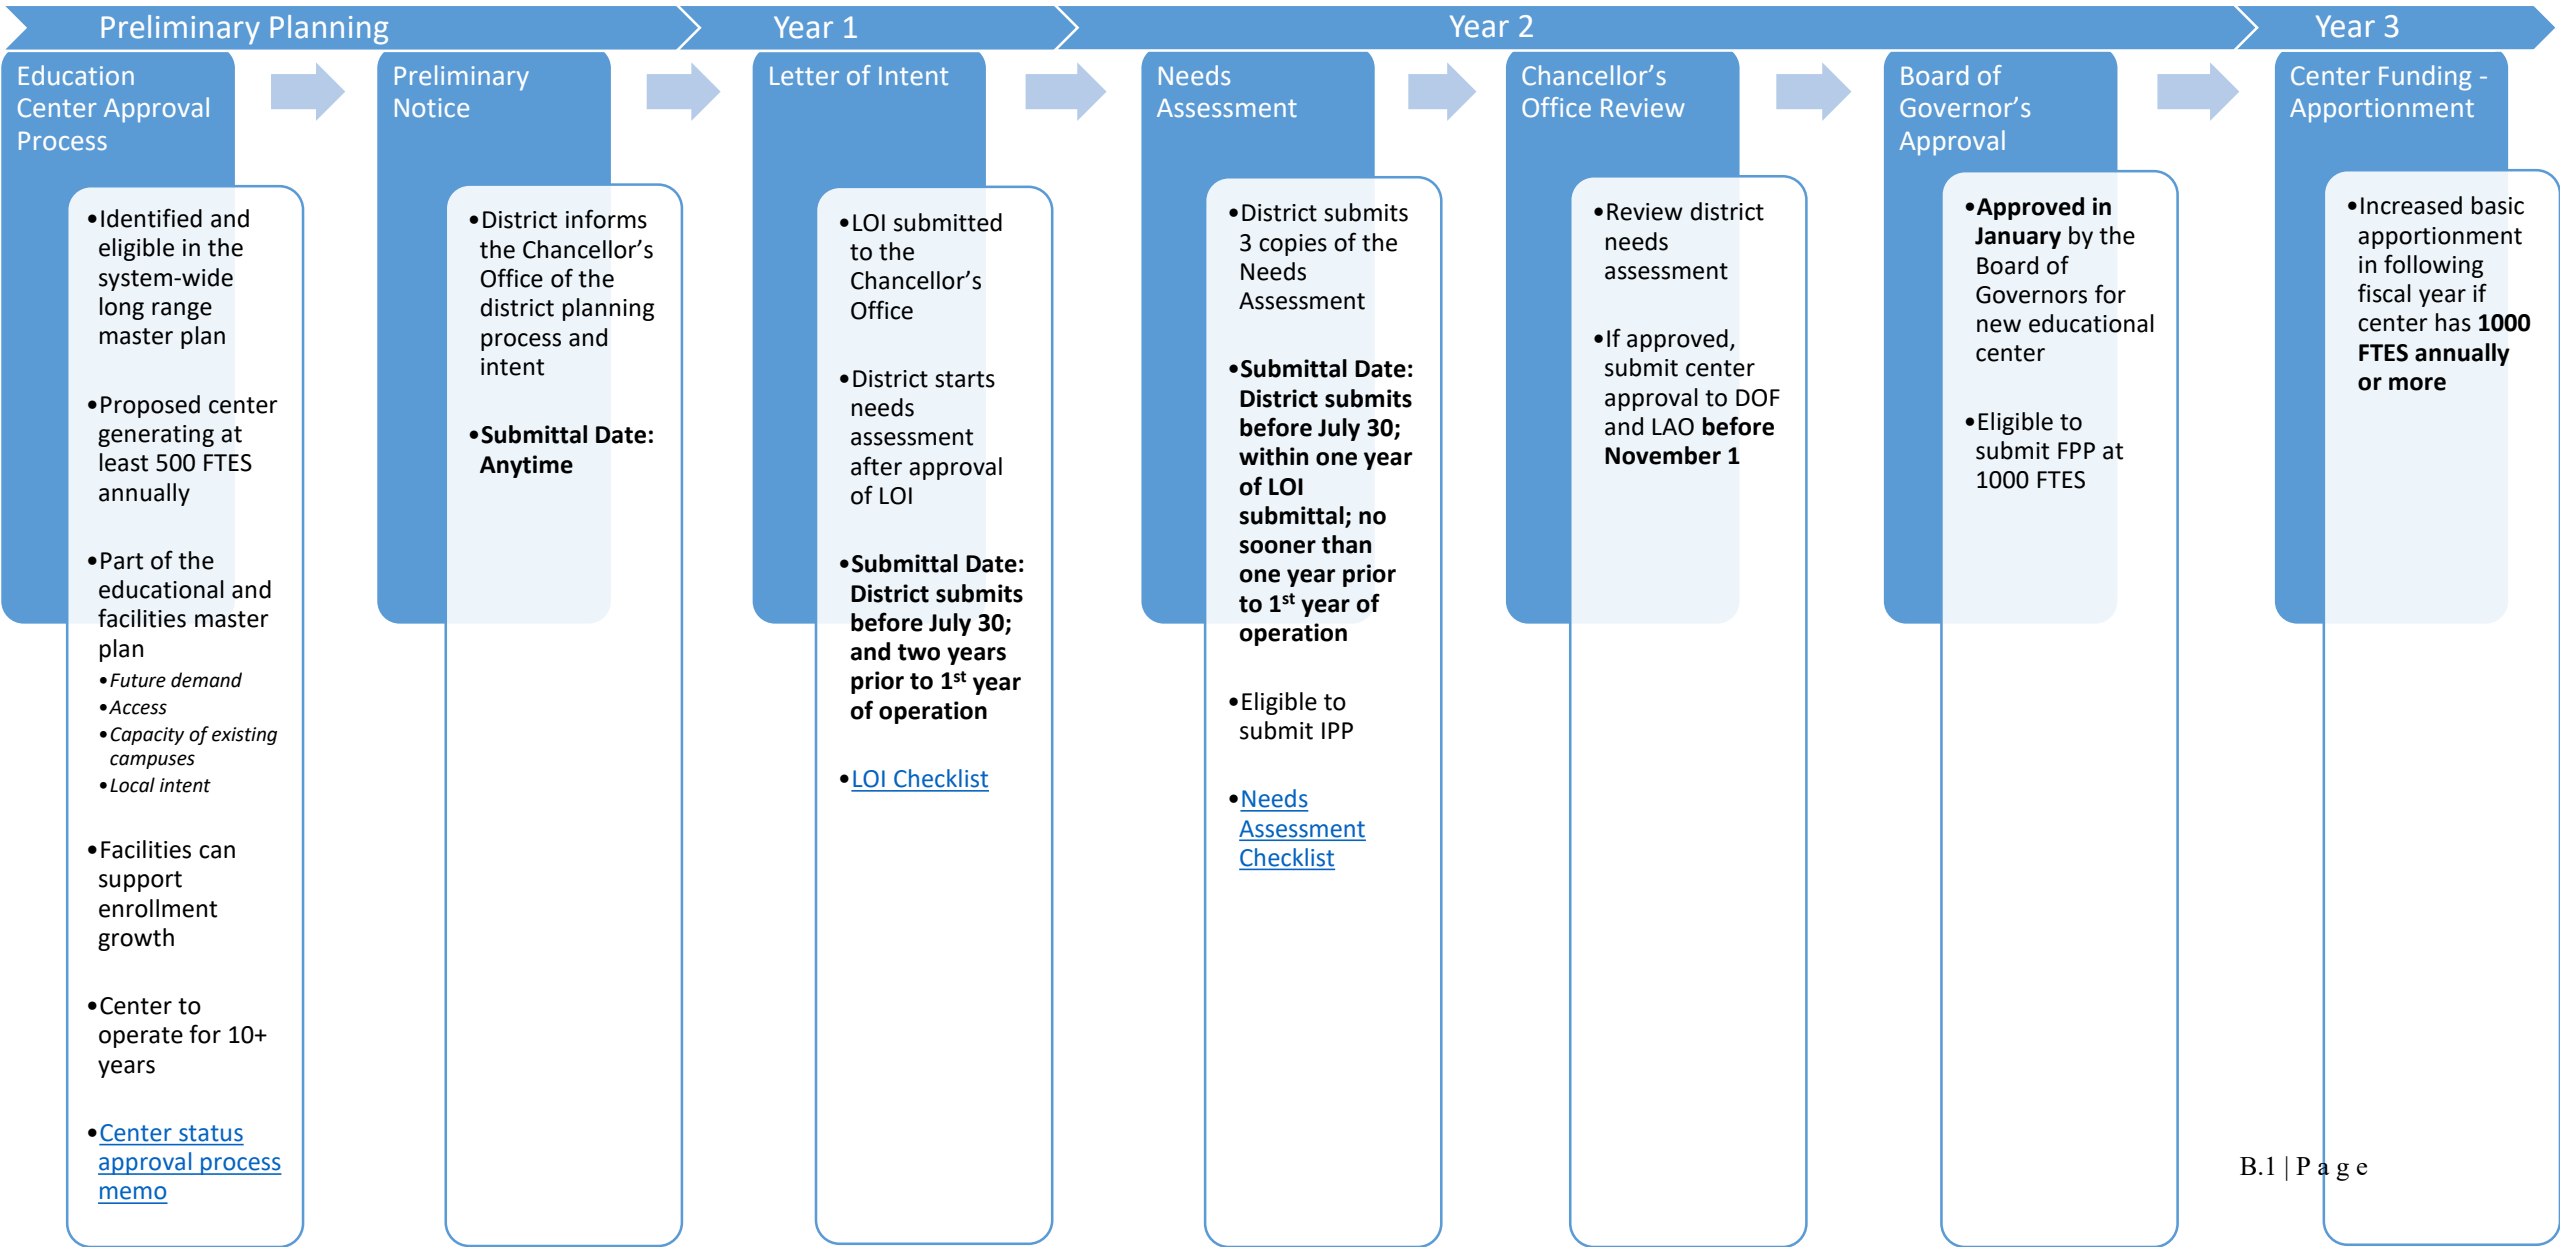 Preliminary Planning
Year 1
Year 2
Year 3
Education
Center Approval
Process
•Identified and
eligible in the
system-wide
long range
master plan
•Proposed center
generating at
least 500 FTES
annually
•Part of the
educational and
facilities master
plan
•Future demand
•Access
•Capacity of existing
campuses
•Local intent
•Facilities can
support
enrollment
growth
•Center to
operate for 10+
years
•Center status
approval process
memo
Preliminary
Notice
•District informs
the Chancellor's
Office of the
district planning
process and
intent
•Submittal Date:
Anytime
Letter of Intent
•LOI submitted
to the
Chancellor's
Office
•District starts
needs
assessment
after approval
of LOI
•Submittal Date:
District submits
before July 30;
and two years
prior to 1st year
of operation
•LOI Checklist
Needs
Assessment
•District submits
3 copies of the
Needs
Assessment
•Submittal Date:
District submits
before July 30;
within one year
of LOI
submittal; no
sooner than
one year prior
to 1st year of
operation
•Eligible to
submit IPP
•Needs
Assessment
Checklist
Chancellor's
Office Review
•Review district
needs
assessment
•If approved,
submit center
approval to DOF
and LAO before
November 1
Board of
Governor's
Approval
•Approved in
January by the
Board of
Governors for
new educational
center
•Eligible to
submit FPP at
1000 FTES
Center Funding -
Apportionment
•Increased basic
apportionment
in following
fiscal year if
center has 1000
FTES annually
or more
B.1 | P a g e